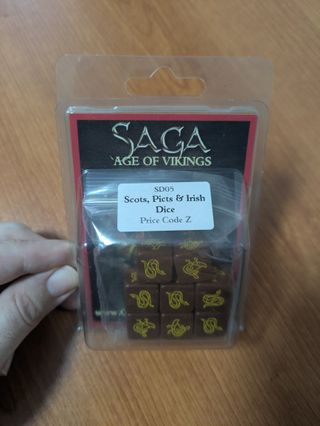 SAGA
AGE OF VIKINGS
SD05
Scots, Picts & Irish
Dice
Price Code Z